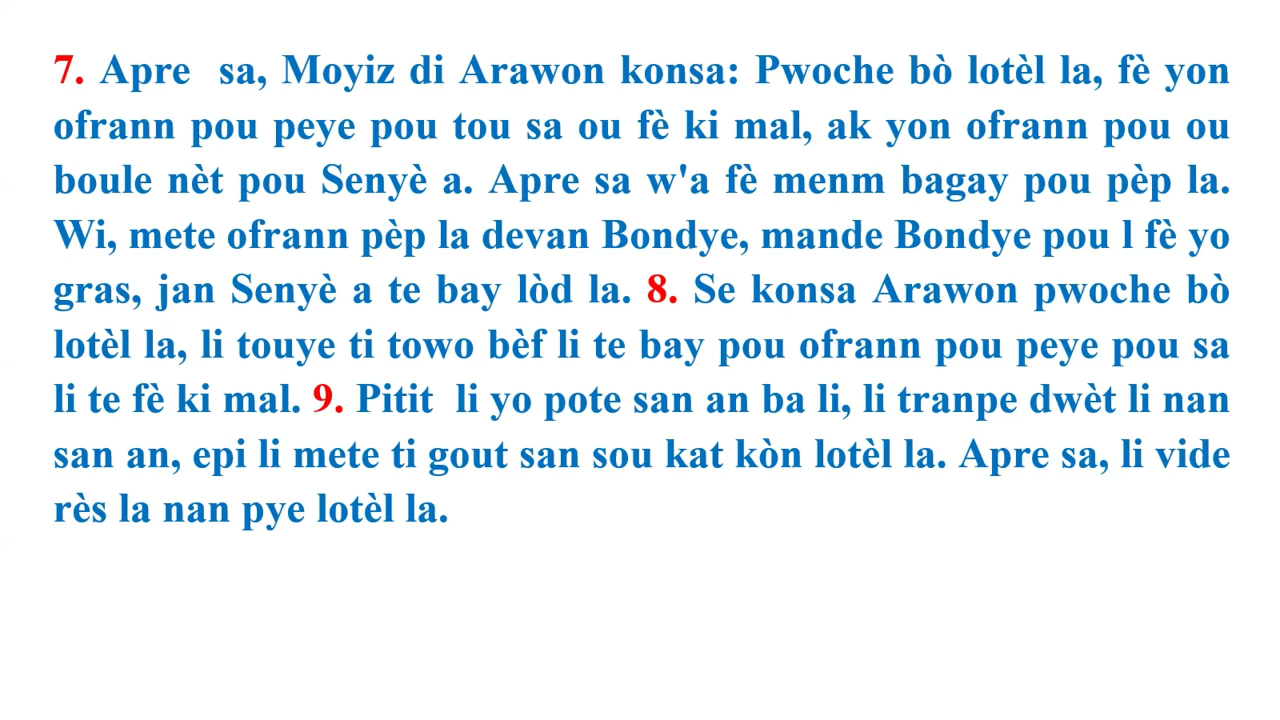 7. Apre  sa, Moyiz di Arawon konsa: Pwoche bò lotèl la, fè yon
ofrann pou peye pou tou sa ou fè ki mal, ak yon ofrann pou ou
boule nèt pou Senyè a. Apre sa w'a fè menm bagay pou pèp la.
Wi, mete ofrann pèp la devan Bondye, mande Bondye pou l fè yo
gras, jan Senyè a te bay lòd la. 8. Se konsa Arawon pwoche bò
lotèl la, li touye ti towo bèf li te bay pou ofrann pou peye pou sa
li te fè ki mal. 9. Pitit  li yo pote san an ba li, li tranpe dwèt li nan
san an, epi li mete ti gout san sou kat kòn lotèl la. Apre sa, li vide
rès la nan pye lotèl la.